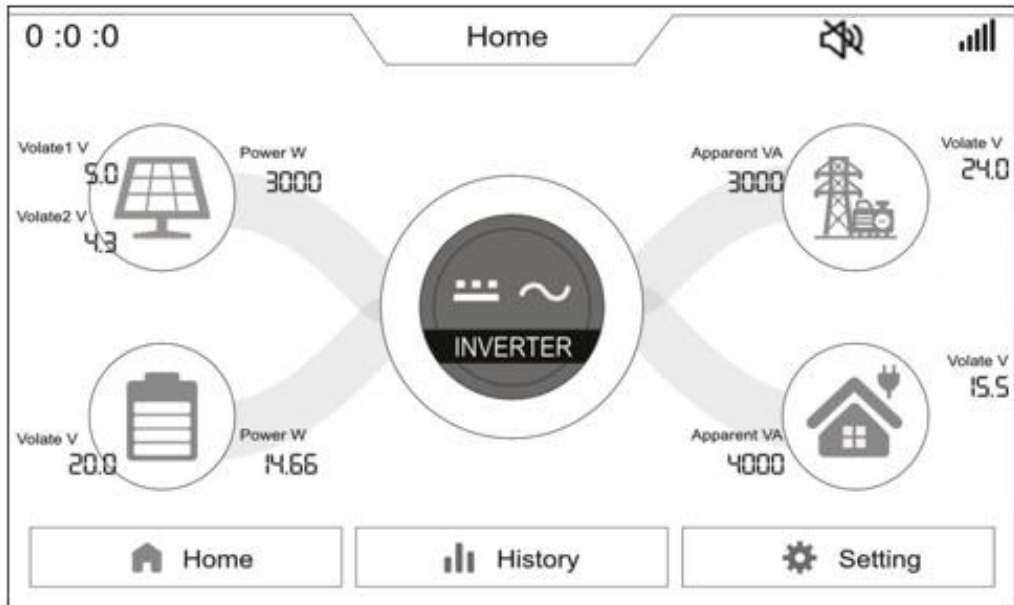 0 :0 :0
Home
Volate1 V
5.0
Power W
3000
Volate2 V
4.3
Apparent VA
3000
Volate V
24.0
INVERTER
Volate V
20.0
Power W
14.66
Apparent VA
4000
Volate V
15.5
Home
History
Setting